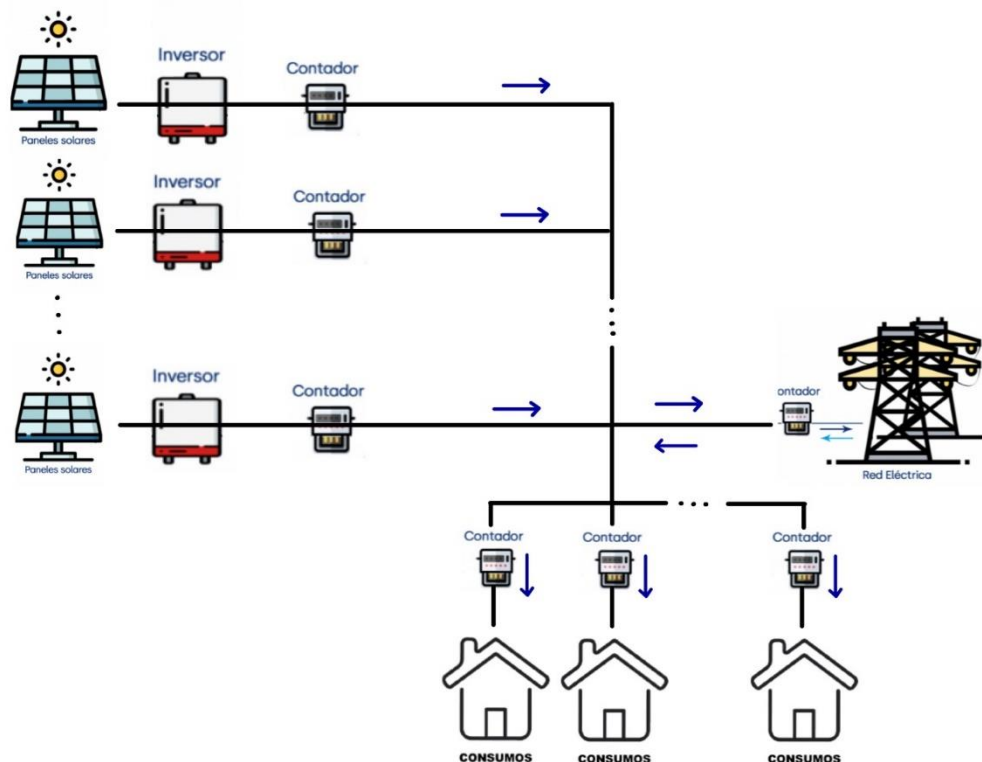 Inversor
Contador
Paneles solares
Inversor
Contador
Paneles solares
Inversor
Contador
Paneles solares
ontador
Red Eléctrica
Contador
Contador
Contador
CONSUMOS
CONSUMOS
CONSUMOS